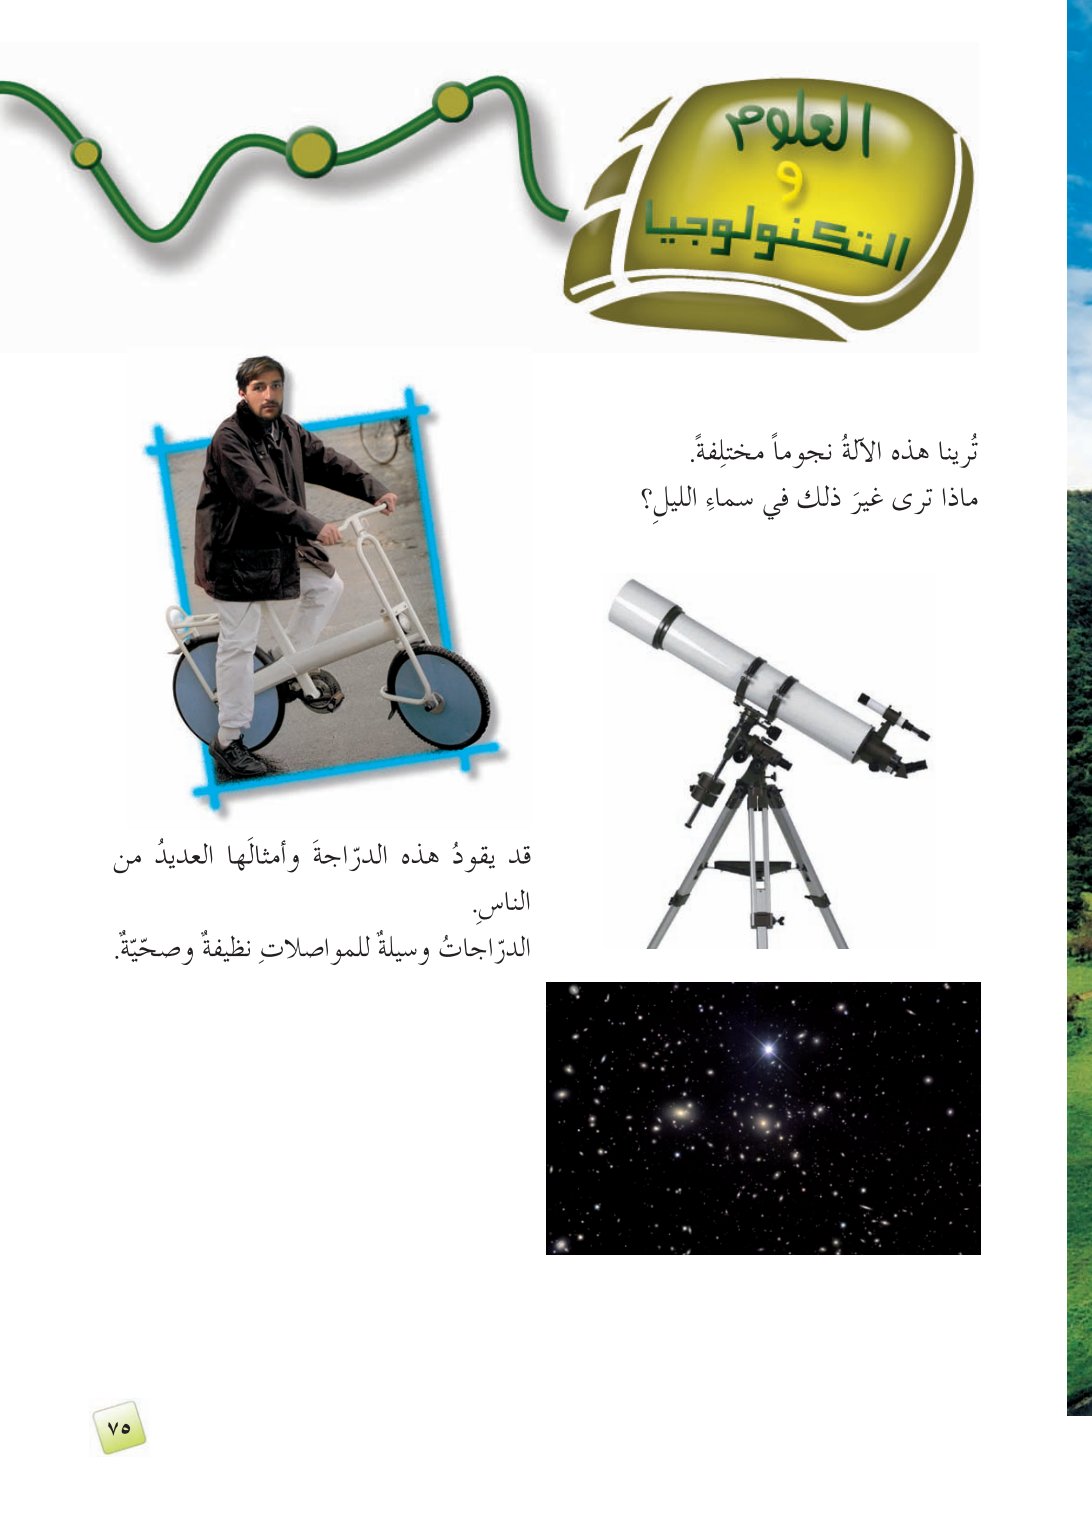 العلوم
و
التكنولوجيا
تُرينا هذه الآلةُ نجوماً مختلِفةً.
ماذا ترى غيرَ ذلك في سماءِ الليلِ؟
قد يقودُ هذه الدرّاجةَ وأمثالَها العديدُ من
الناسِ.
الدرّاجاتُ وسيلةٌ للمواصلاتِ نظيفةٌ وصحّيّةٌ.
٧٥